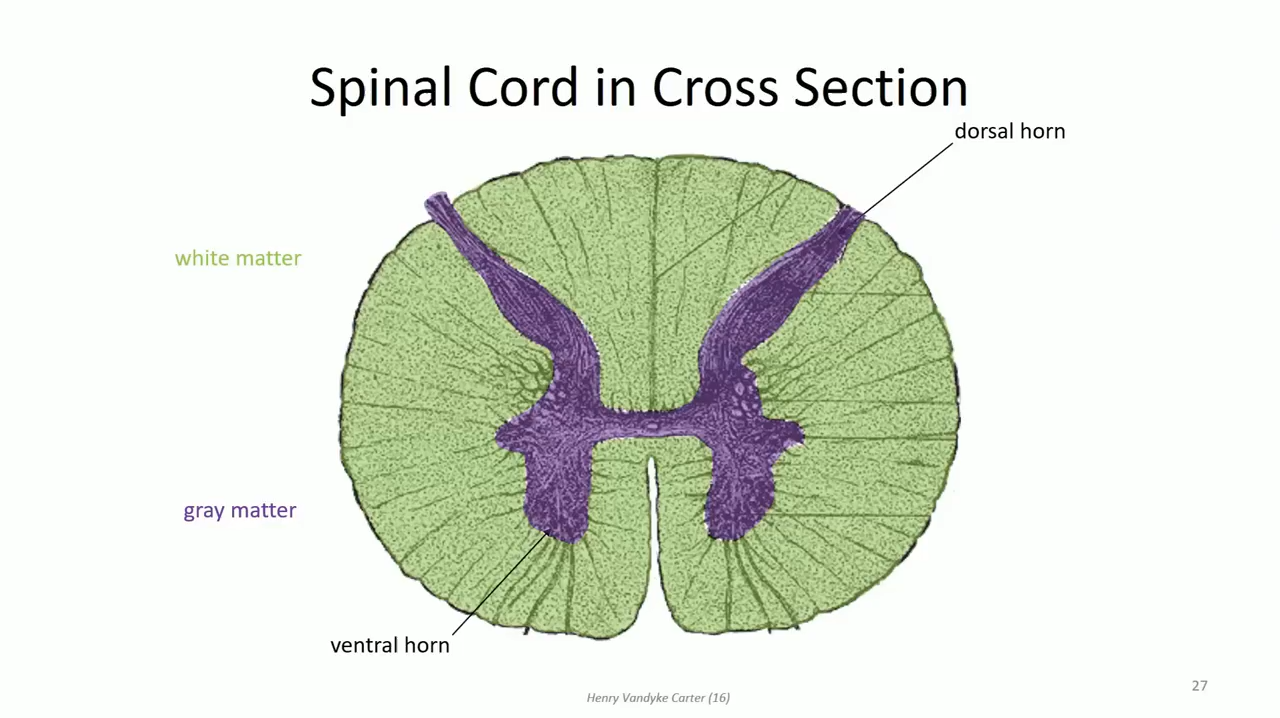 Spinal Cord in Cross Section
dorsal horn
white matter
gray matter
ventral horn
Henry Vandyke Carter (16)
27